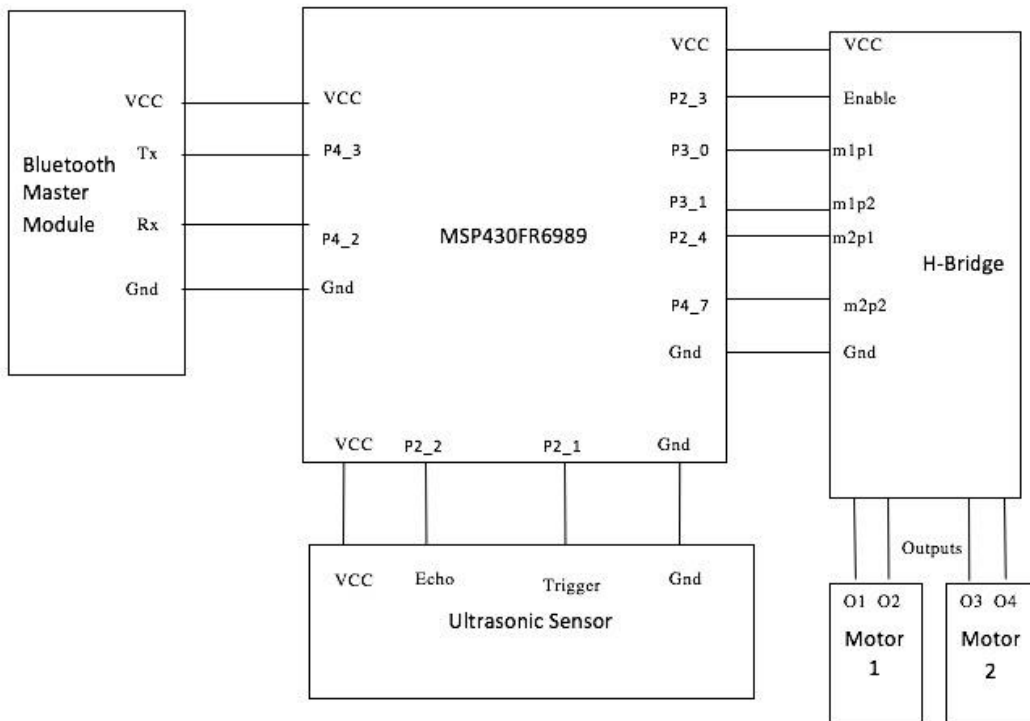 VCC
Tx
Bluetooth
Master
Module
Rx
Gnd
VCC
P4_3
P4_2
Gnd
MSP430FR6989
VCC
P2_3
P3_0
P3_1
P2_4
P4_7
Gnd
VCC
P2_2
P2_1
Gnd
VCC
Enable
m1p1
m1p2
m2p1
H-Bridge
m2p2
Gnd
VCC
Echo
Trigger
Gnd
Ultrasonic Sensor
Outputs
O1 O2
Motor
1
O3 O4
Motor
2